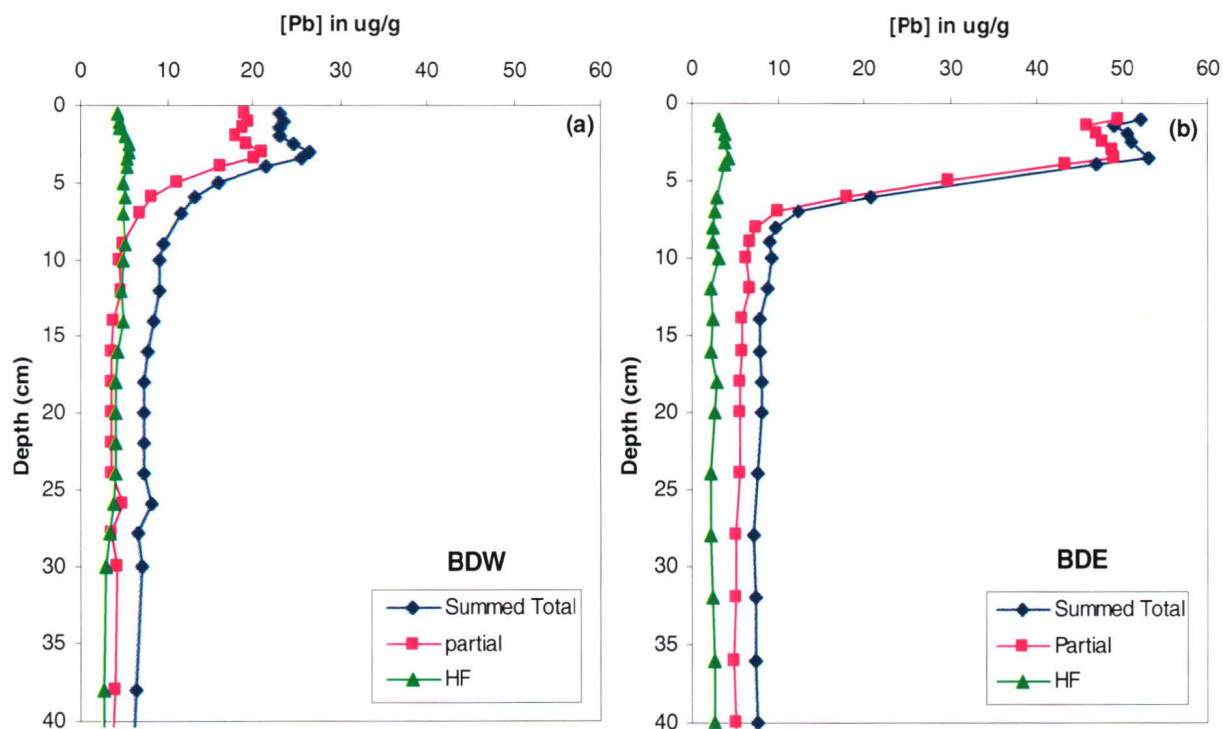 [Pb] in ug/g
0 10 20 30 40 50 60
0
5
10
15
20
25
30
35
40
Depth (cm)
(a)
BDW
Summed Total
partial
HF
[Pb] in ug/g
0 10 20 30 40 50 60
0
5
10
15
20
25
30
35
40
Depth (cm)
(b)
BDE
Summed Total
Partial
HF